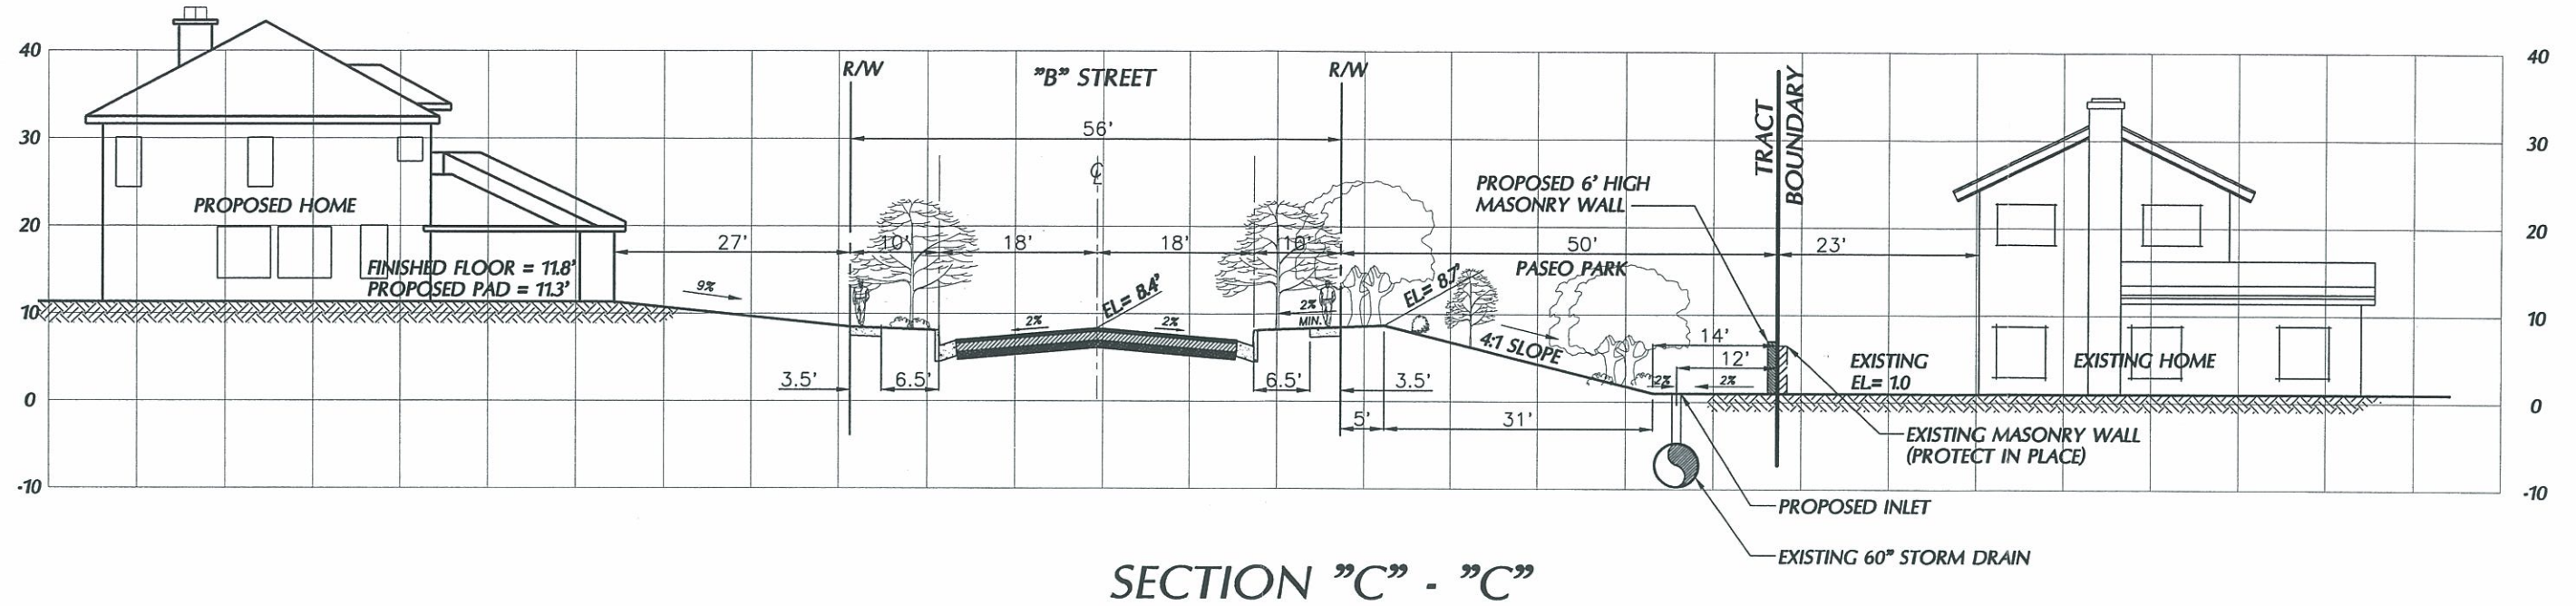 40
30
20
10
0
-10
PROPOSED HOME
FINISHED FLOOR = 11.8'
PROPOSED PAD = 11.3'
9%
27'
R/W
"B" STREET
R/W
56'
℄
10'
18'
18'
10'
EL= 8.4'
2%
2%
2%
MIN.
3.5'
6.5'
6.5'
3.5'
5'
31'
EL= 8.7'
4:1 SLOPE
50'
PASEO PARK
PROPOSED 6' HIGH
MASONRY WALL
TRACT
BOUNDARY
23'
14'
12'
2%
2%
EXISTING
EL= 1.0
EXISTING HOME
EXISTING MASONRY WALL
(PROTECT IN PLACE)
PROPOSED INLET
EXISTING 60" STORM DRAIN
40
30
20
10
0
-10
SECTION "C" - "C"